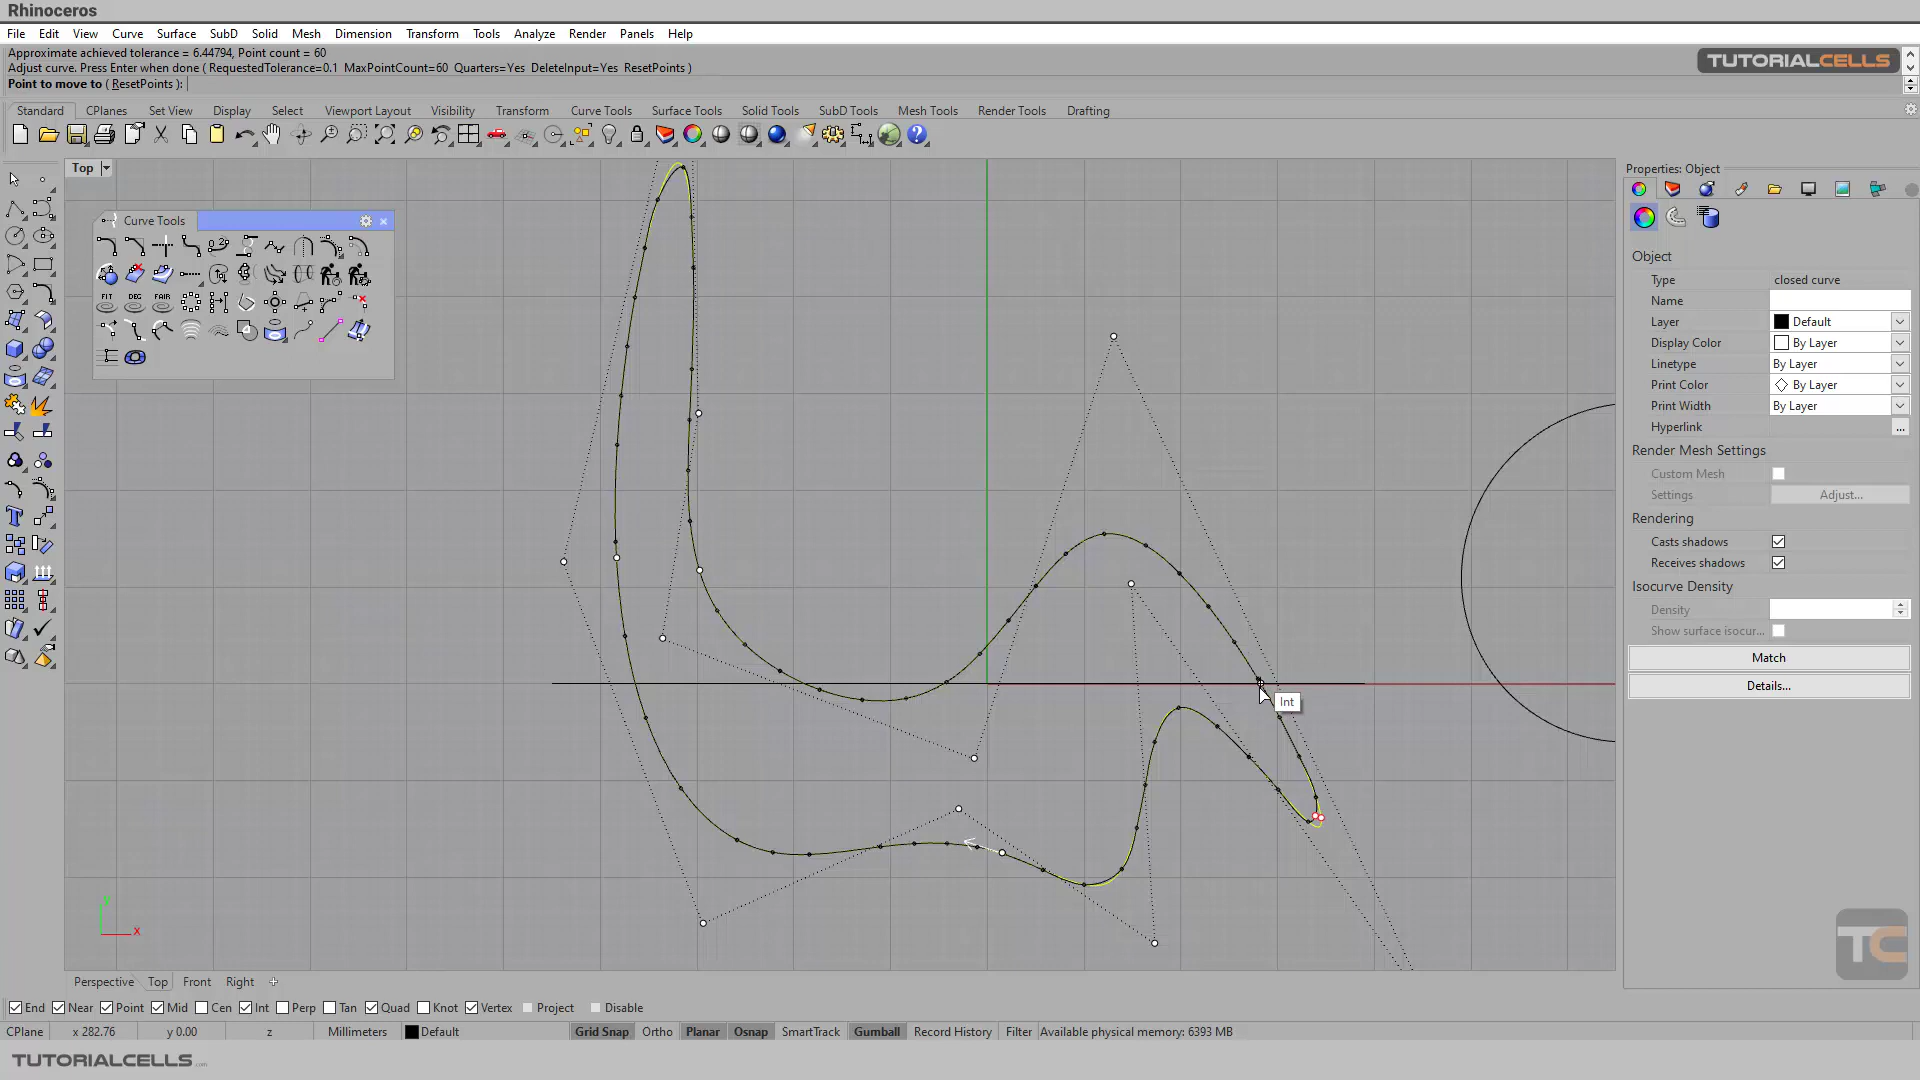 Rhinoceros
File Edit View Curve Surface SubD Solid Mesh Dimension Transform Tools Analyze Render Panels Help
Approximate achieved tolerance = 6.44794, Point count = 60
Adjust curve. Press Enter when done ( RequestedTolerance=0.1 MaxPointCount=60 Quarters=Yes DeleteInput=Yes ResetPoints )
TUTORIALCELLS
Point to move to ( ResetPoints ):
Standard CPlanes Set View Display Select Viewport Layout Visibility Transform Curve Tools Surface Tools Solid Tools SubD Tools Mesh Tools Render Tools Drafting
Top
Properties: Object
Curve Tools
FIT DEG FAIR
Object
Type closed curve
Name
Layer Default
Display Color By Layer
Linetype By Layer
Print Color By Layer
Print Width By Layer
Hyperlink ...
Render Mesh Settings
Custom Mesh
Settings Adjust...
Rendering
Casts shadows
Receives shadows
Isocurve Density
Density
Show surface isocur...
Match
Details...
Int
y
x
TC
Perspective Top Front Right
End Near Point Mid Cen Int Perp Tan Quad Knot Vertex Project Disable
CPlane x 282.76 y 0.00 z Millimeters Default Grid Snap Ortho Planar Osnap SmartTrack Gumball Record History Filter Available physical memory: 6393 MB
TUTORIALCELLS